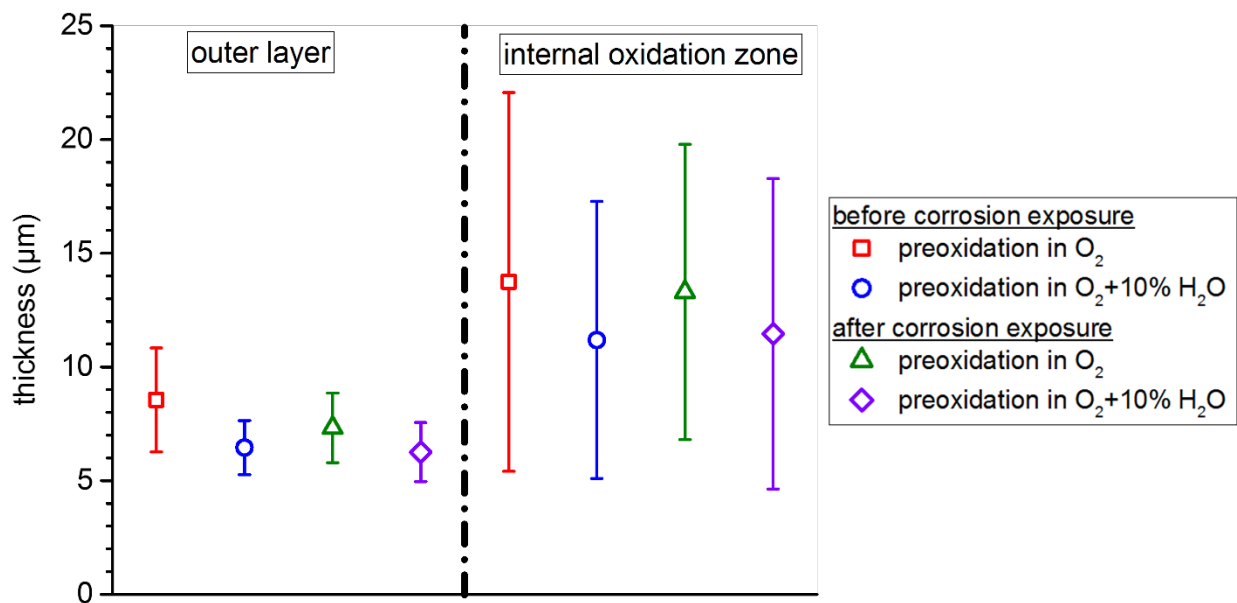 outer layer
internal oxidation zone
thickness (µm)
25
20
15
10
5
0
before corrosion exposure
preoxidation in O₂
preoxidation in O₂+10% H₂O
after corrosion exposure
preoxidation in O₂
preoxidation in O₂+10% H₂O